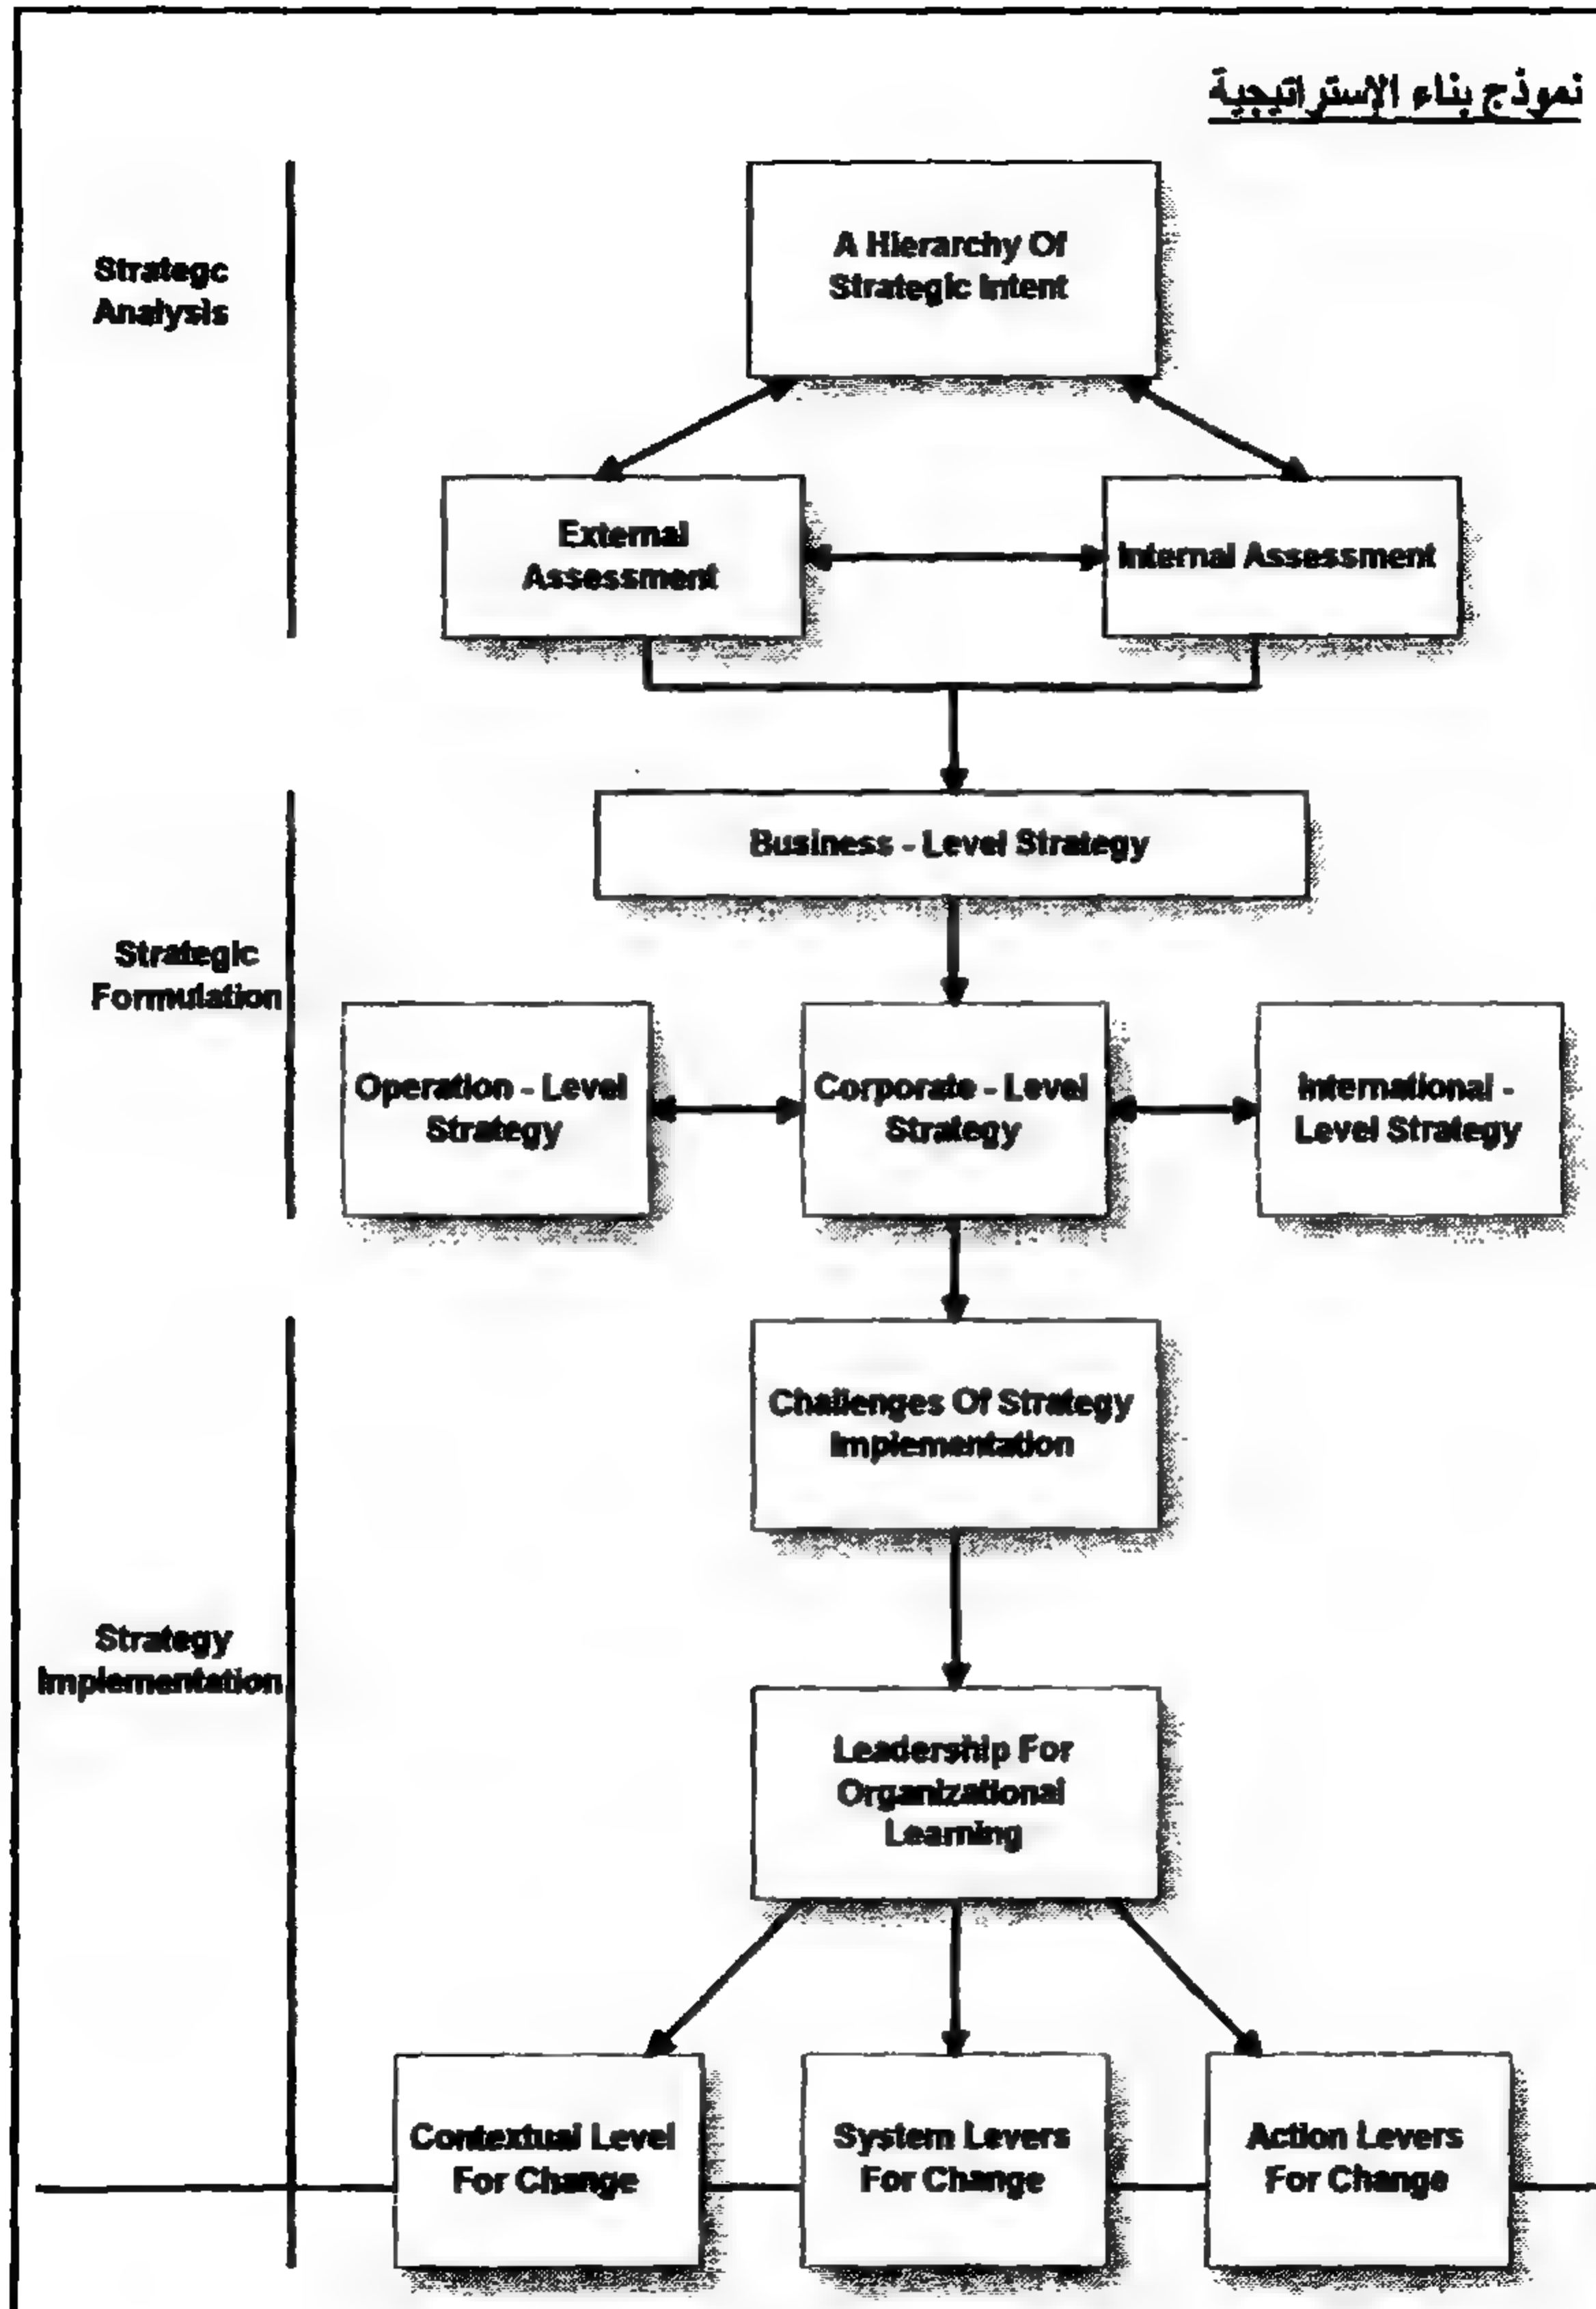 نموذج بناء الإستراتيجية
A Hierarchy Of
Strategic Intent
Strategc
Analysis
External
Assessment
Internal Assessment
Business - Level Strategy
Strategic
Formulation
Operation - Level
Strategy
Corporate - Level
Strategy
International -
Level Strategy
Challenges Of Strategy
Implementation
Strategy
Implementation
Leadership For
Organizational
Learning
Contextual Level
For Change
System Levers
For Change
Action Levers
For Change